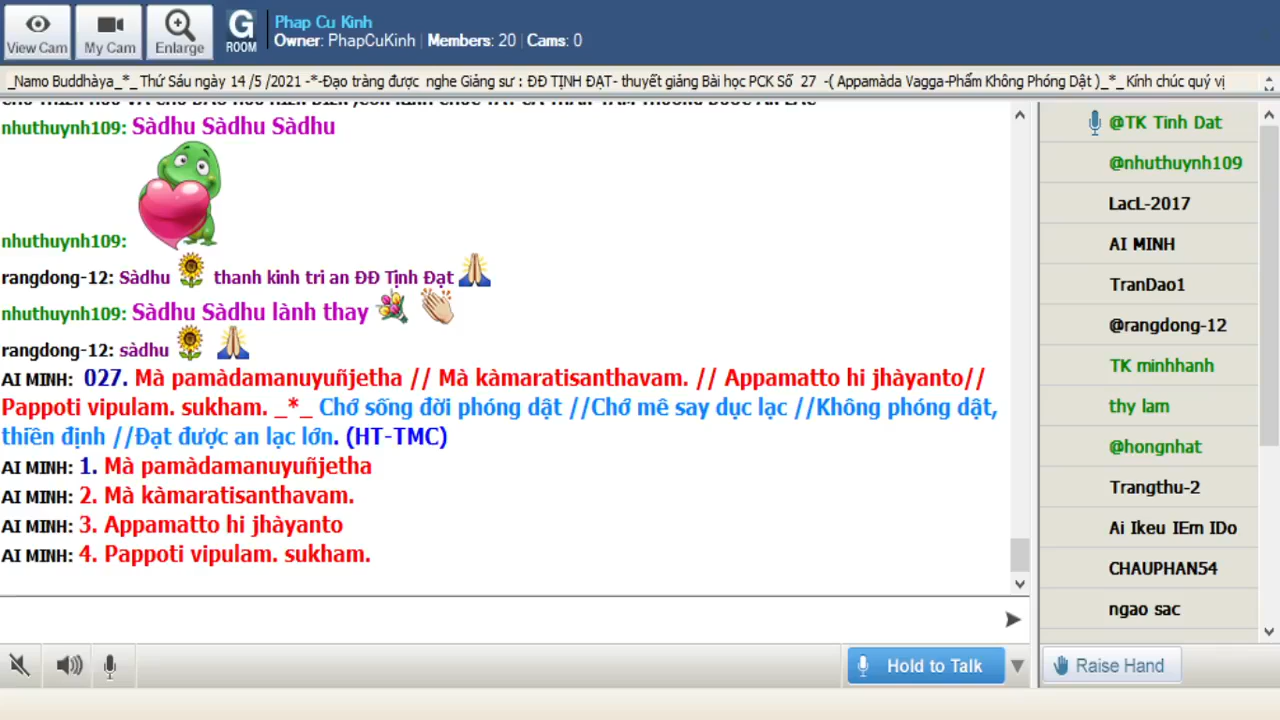 View Cam
My Cam
Enlarge
G
ROOM
Phap Cu Kinh
Owner: PhapCuKinh | Members: 20 | Cams: 0
_Namo Buddhàya_*_ Thứ Sáu ngày 14 /5 /2021 -*-Đạo tràng được nghe Giảng sư : ĐĐ TỊNH ĐẠT- thuyết giảng Bài học PCK Số 27 -( Appamàda Vagga-Phẩm Không Phóng Dật )_*_ Kính chúc quý vị
nhuthuynh109: Sàdhu Sàdhu Sàdhu
nhuthuynh109:
rangdong-12: Sàdhu thanh kinh tri an ĐĐ Tịnh Đạt
nhuthuynh109: Sàdhu Sàdhu lành thay
rangdong-12: sàdhu
AI MINH: 027. Mà pamàdamanuyuñjetha // Mà kàmaratisanthavam. // Appamatto hi jhàyanto//
Pappoti vipulam. sukham. _*_ Chớ sống đời phóng dật //Chớ mê say dục lạc //Không phóng dật,
thiền định //Đạt được an lạc lớn. (HT-TMC)
AI MINH: 1. Mà pamàdamanuyuñjetha
AI MINH: 2. Mà kàmaratisanthavam.
AI MINH: 3. Appamatto hi jhàyanto
AI MINH: 4. Pappoti vipulam. sukham.
@TK Tinh Dat
@nhuthuynh109
LacL-2017
AI MINH
TranDao1
@rangdong-12
TK minhhanh
thy lam
@hongnhat
Trangthu-2
Ai Ikeu IEm IDo
CHAUPHAN54
ngao sac
Hold to Talk
Raise Hand